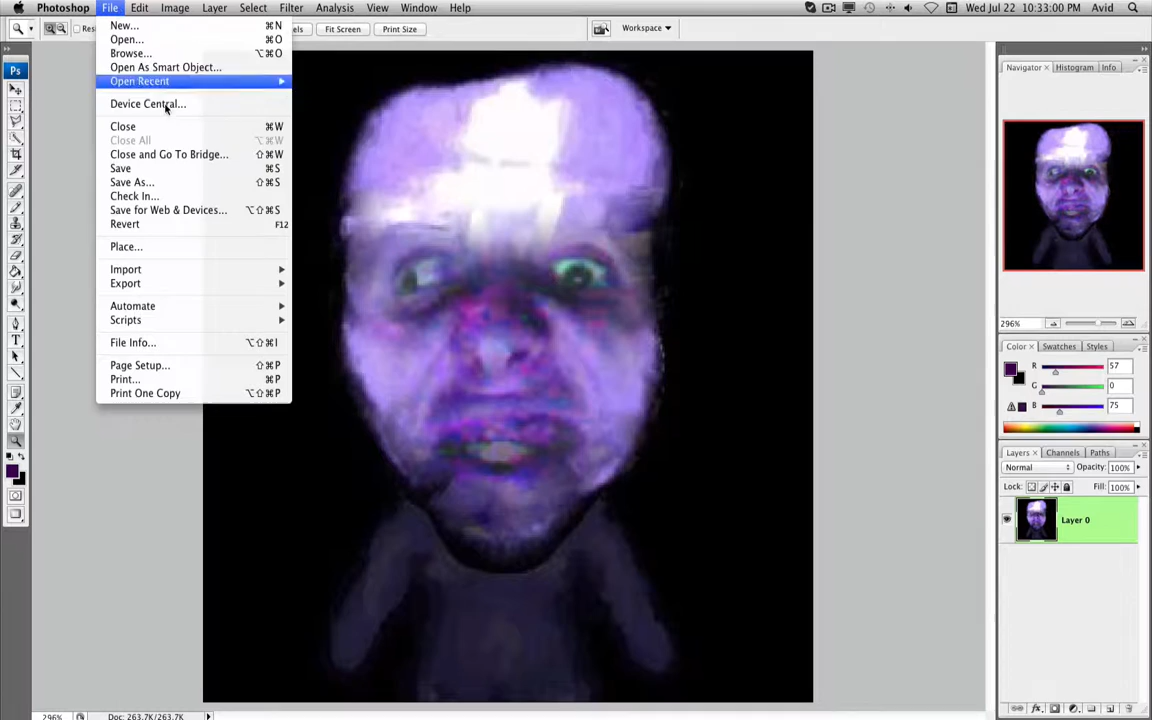 Photoshop File Edit Image Layer Select Filter Analysis View Window Help Wed Jul 22 10:33:00 PM Avid
Fit Screen Print Size Workspace ▾
New... ⌘N
Open... ⌘O
Browse... ⌥⌘O
Open As Smart Object...
Open Recent
Device Central...
Close ⌘W
Close All ⌥⌘W
Close and Go To Bridge... ⇧⌘W
Save ⌘S
Save As... ⇧⌘S
Check In...
Save for Web & Devices... ⌥⇧⌘S
Revert F12
Place...
Import
Export
Automate
Scripts
File Info... ⌥⇧⌘I
Page Setup... ⇧⌘P
Print... ⌘P
Print One Copy ⌥⇧⌘P
Ps
T
Navigator × Histogram Info
296%
Color × Swatches Styles
R 57
G 0
B 75
Layers × Channels Paths
Normal Opacity: 100%
Lock: Fill: 100%
Layer 0
296% Doc: 263.7K/263.7K